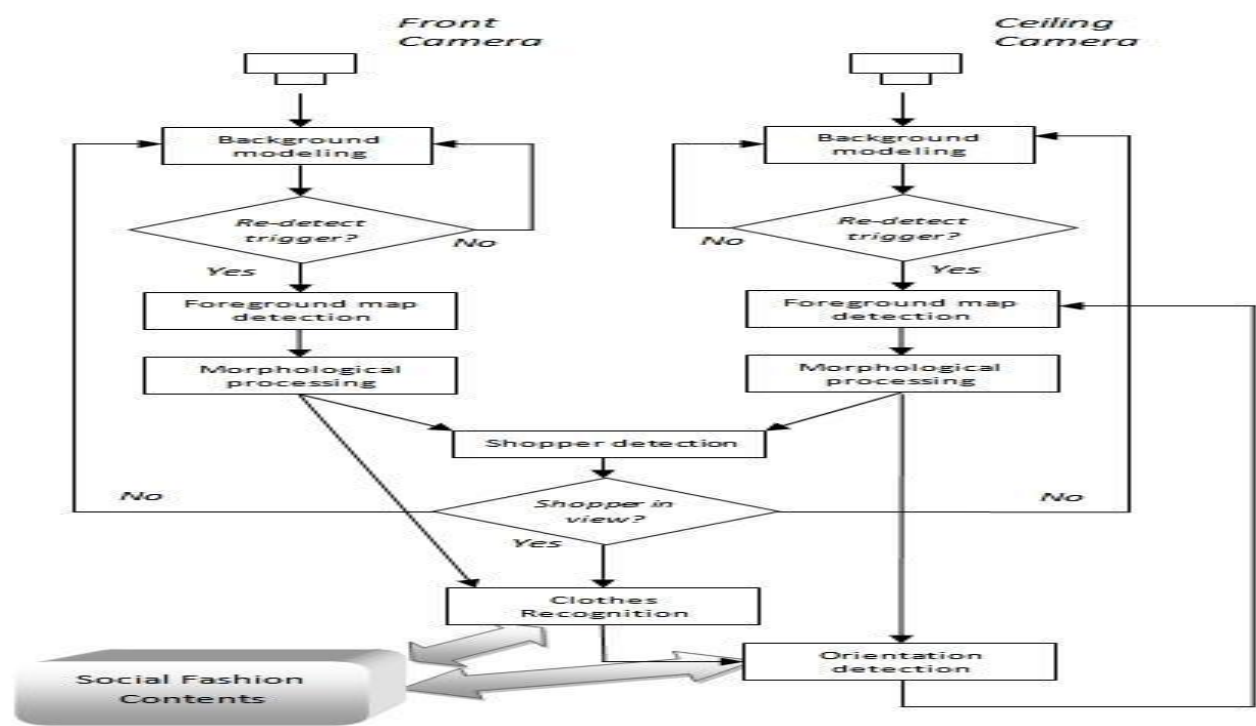 Front
Camera
Ceiling
Camera
Background
modeling
Background
modeling
Re-detect
trigger?
No
Yes
Re-detect
trigger?
No
Yes
Foreground map
detection
Foreground map
detection
Morphological
processing
Morphological
processing
Shopper detection
No
Shopper in
view?
No
Yes
Clothes
Recognition
Orientation
detection
Social Fashion
Contents